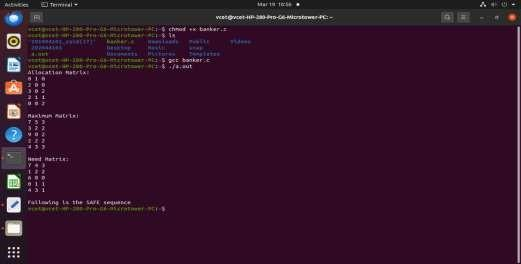 Activities Terminal Mar 19 10:56
vcet@vcet-HP-280-Pro-G6-Microtower-PC: ~
vcet@vcet-HP-280-Pro-G6-Microtower-PC:~$ chmod +x banker.c
vcet@vcet-HP-280-Pro-G6-Microtower-PC:~$ ls
banker.c Downloads Public Videos
Desktop Music snap
a.out Documents Pictures Templates
vcet@vcet-HP-280-Pro-G6-Microtower-PC:~$ gcc banker.c
vcet@vcet-HP-280-Pro-G6-Microtower-PC:~$ ./a.out
Allocation Matrix:
0 1 0
2 0 0
3 0 2
2 1 1
0 0 2
Maximum Matrix:
7 5 3
3 2 2
9 0 2
2 2 2
4 3 3
Need Matrix:
7 4 3
1 2 2
6 0 0
0 1 1
4 3 1
Following is the SAFE sequence
vcet@vcet-HP-280-Pro-G6-Microtower-PC:~$